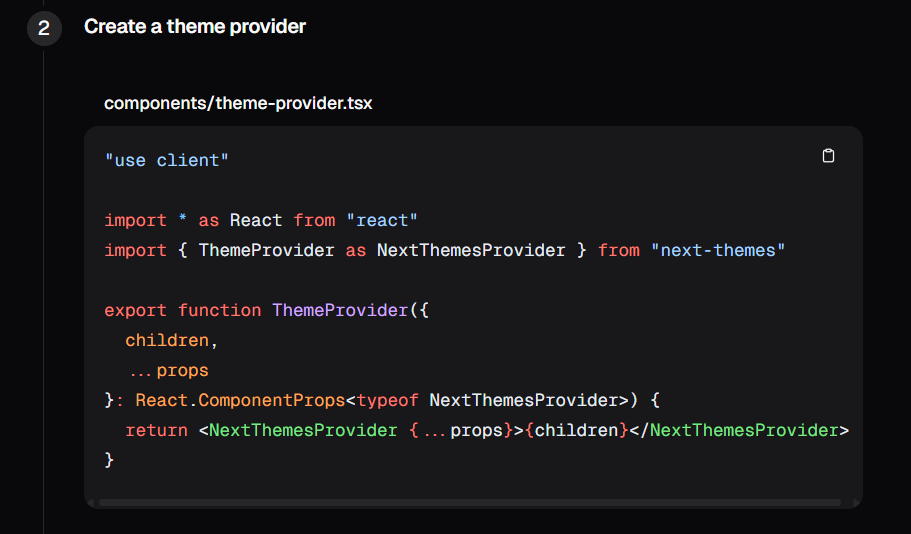 2
Create a theme provider
components/theme-provider.tsx
"use client"
import * as React from "react"
import { ThemeProvider as NextThemesProvider } from "next-themes"
export function ThemeProvider({
  children,
  ...props
}: React.ComponentProps<typeof NextThemesProvider>) {
  return <NextThemesProvider {...props}>{children}</NextThemesProvider>
}